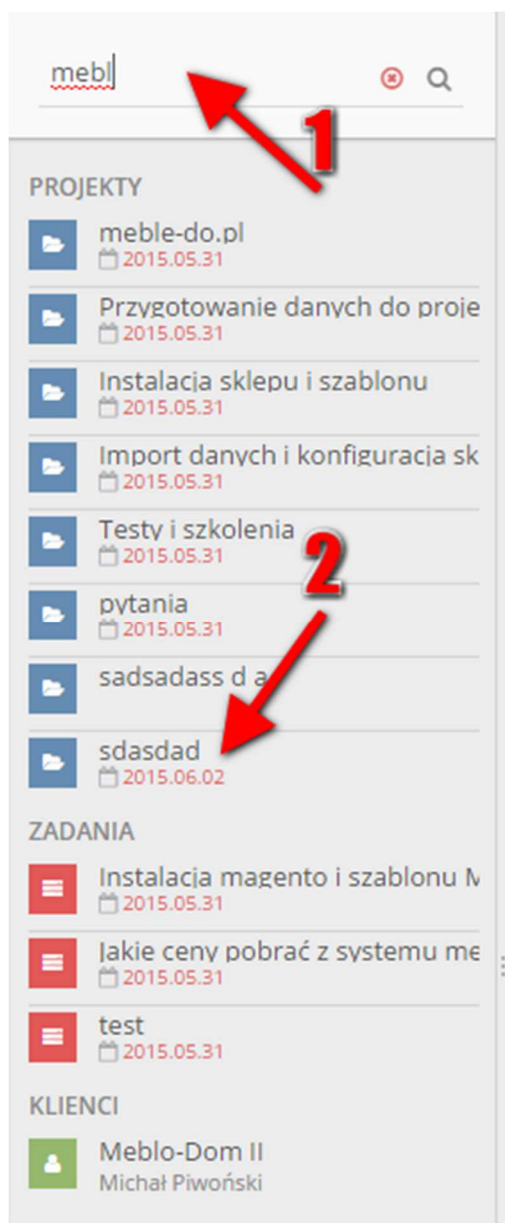 mebl
1
PROJEKTY
meble-do.pl
2015.05.31
Przygotowanie danych do proje
2015.05.31
Instalacja sklepu i szablonu
2015.05.31
Import danych i konfiguracja sk
2015.05.31
Testy i szkolenia
2015.05.31
2
pytania
2015.05.31
sadsadass d a
sdasdad
2015.06.02
ZADANIA
Instalacja magento i szablonu M
2015.05.31
Jakie ceny pobrać z systemu me
2015.05.31
test
2015.05.31
KLIENCI
Meblo-Dom II
Michał Piwoński